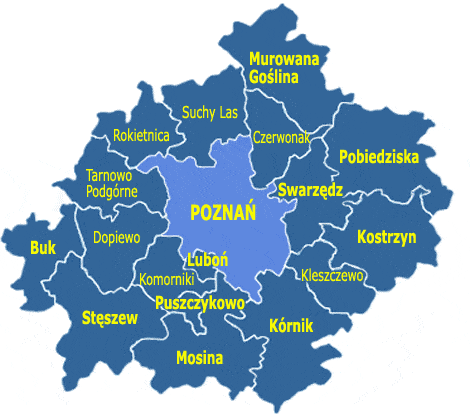 Murowana
Goślina
Suchy Las
Rokietnica
Czerwonak
Pobiedziska
Tarnowo
Podgórne
Swarzędz
POZNAŃ
Buk
Dopiewo
Kostrzyn
Luboń
Komorniki
Kleszczewo
Puszczykowo
Stęszew
Kórnik
Mosina